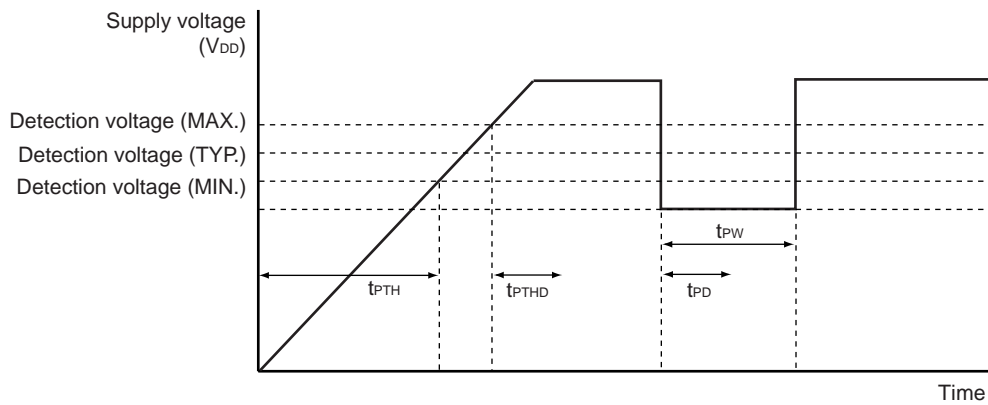 Supply voltage
(VDD)
Detection voltage (MAX.)
Detection voltage (TYP.)
Detection voltage (MIN.)
tPW
tPTH
tPTHD
tPD
Time